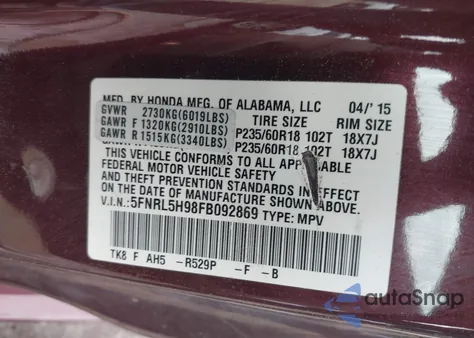 MFD. BY HONDA MFG. OF ALABAMA, LLC 04/'15
GVWR 2730KG(6019LBS) TIRE SIZE RIM SIZE
GAWR F 1320KG(2910LBS) P235/60R18 102T 18X7J
GAWR R 1515KG(3340LBS) P235/60R18 102T 18X7J
THIS VEHICLE CONFORMS TO ALL APPLICABLE
FEDERAL MOTOR VEHICLE SAFETY
AND THEFT PREVENTION STANDARDS IN EFFECT
ON THE DATE OF MANUFACTURE SHOWN ABOVE.
V.I.N.:5FNRL5H98FB092869 TYPE: MPV
TK8 F AH5 -R529P -F -B
autoSnap